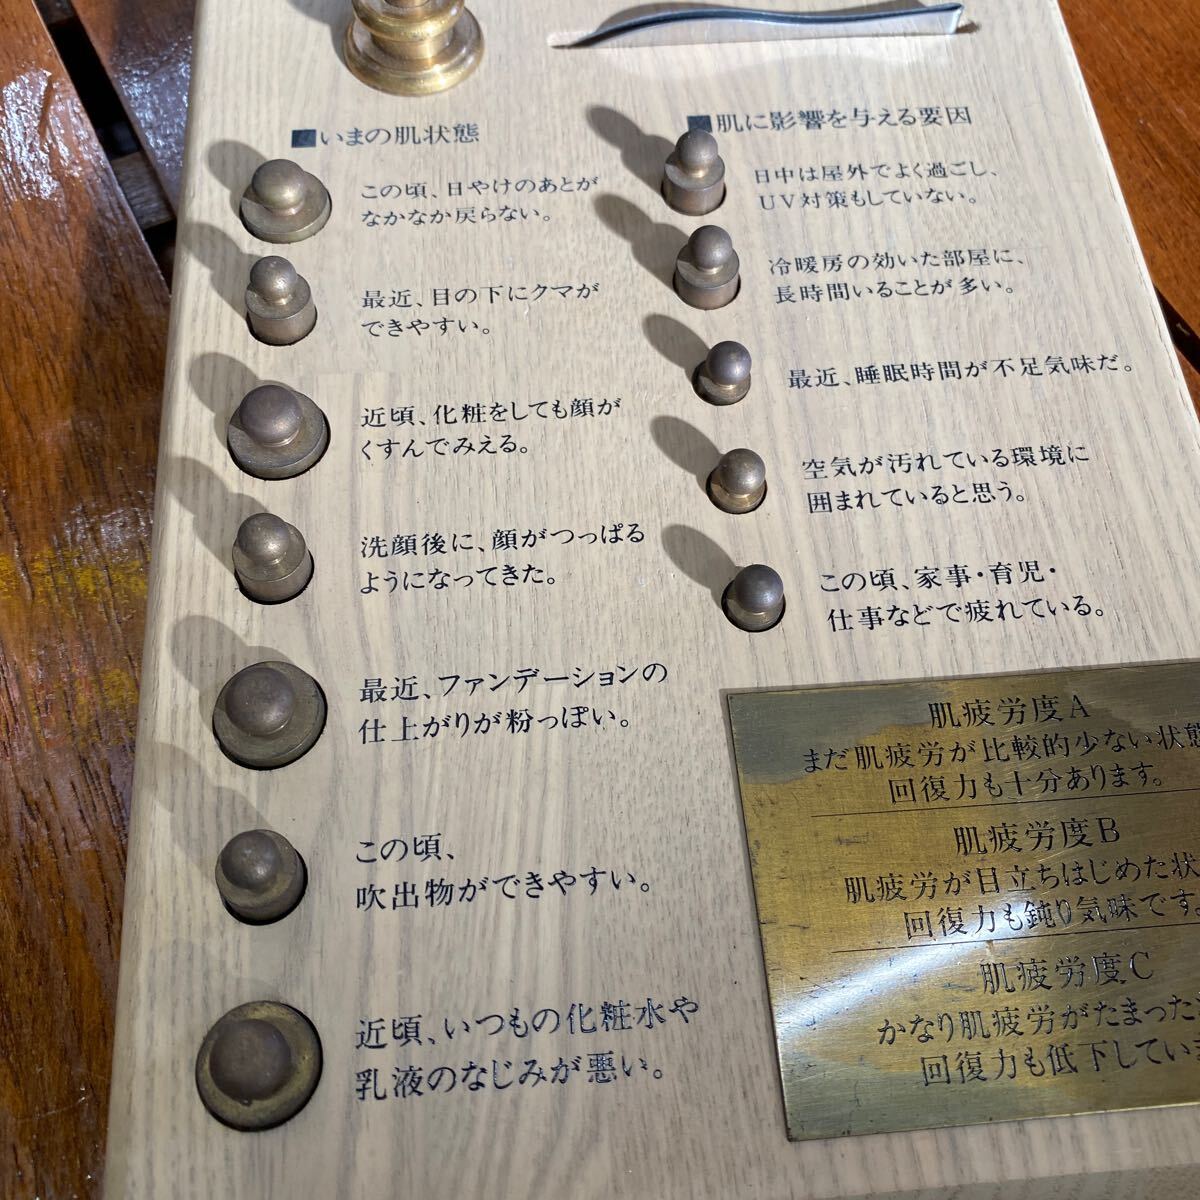 ■いまの肌状態
この頃、日やけのあとが
なかなか戻らない。
最近、目の下にクマが
できやすい。
近頃、化粧をしても顔が
くすんでみえる。
洗顔後に、顔がつっぱる
ようになってきた。
最近、ファンデーションの
仕上がりが粉っぽい。
この頃、
吹出物ができやすい。
近頃、いつもの化粧水や
乳液のなじみが悪い。
■肌に影響を与える要因
日中は屋外でよく過ごし、
UV対策もしていない。
冷暖房の効いた部屋に、
長時間いることが多い。
最近、睡眠時間が不足気味だ。
空気が汚れている環境に
囲まれていると思う。
この頃、家事・育児・
仕事などで疲れている。
肌疲労度A
まだ肌疲労が比較的少ない状態
回復力も十分あります。
肌疲労度B
肌疲労が目立ちはじめた状
回復力も鈍り気味です。
肌疲労度C
かなり肌疲労がたまった
回復力も低下してい